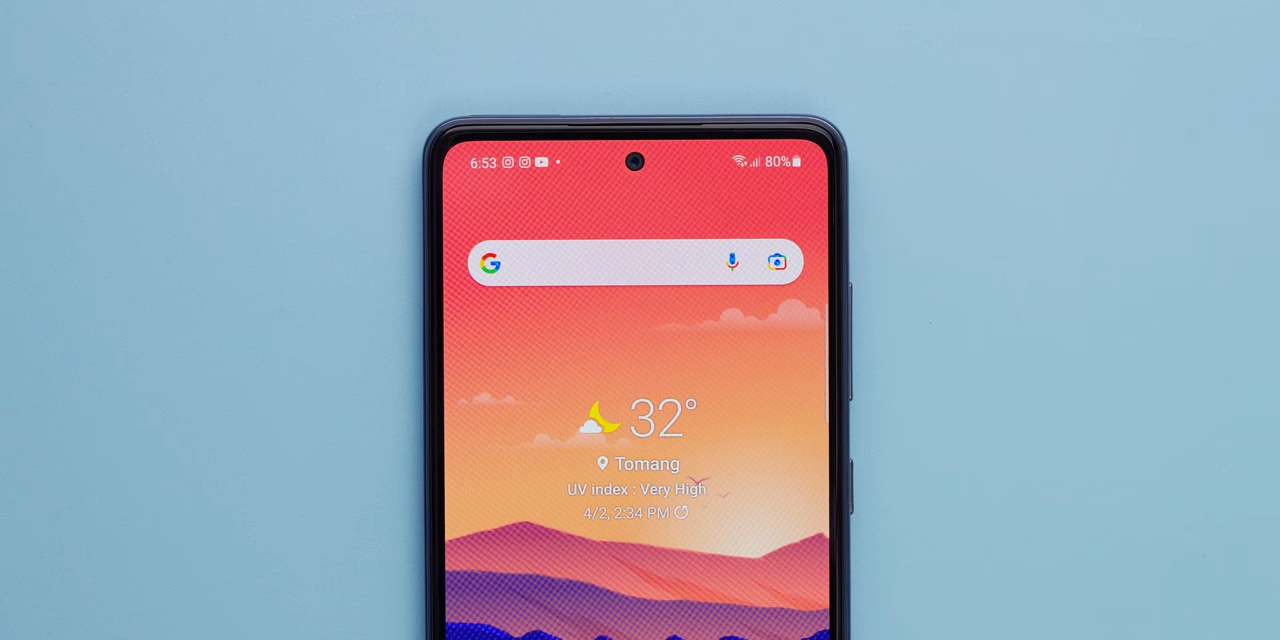 6:53
80%
32°
Tomang
UV index : Very High
4/2, 2:34 PM